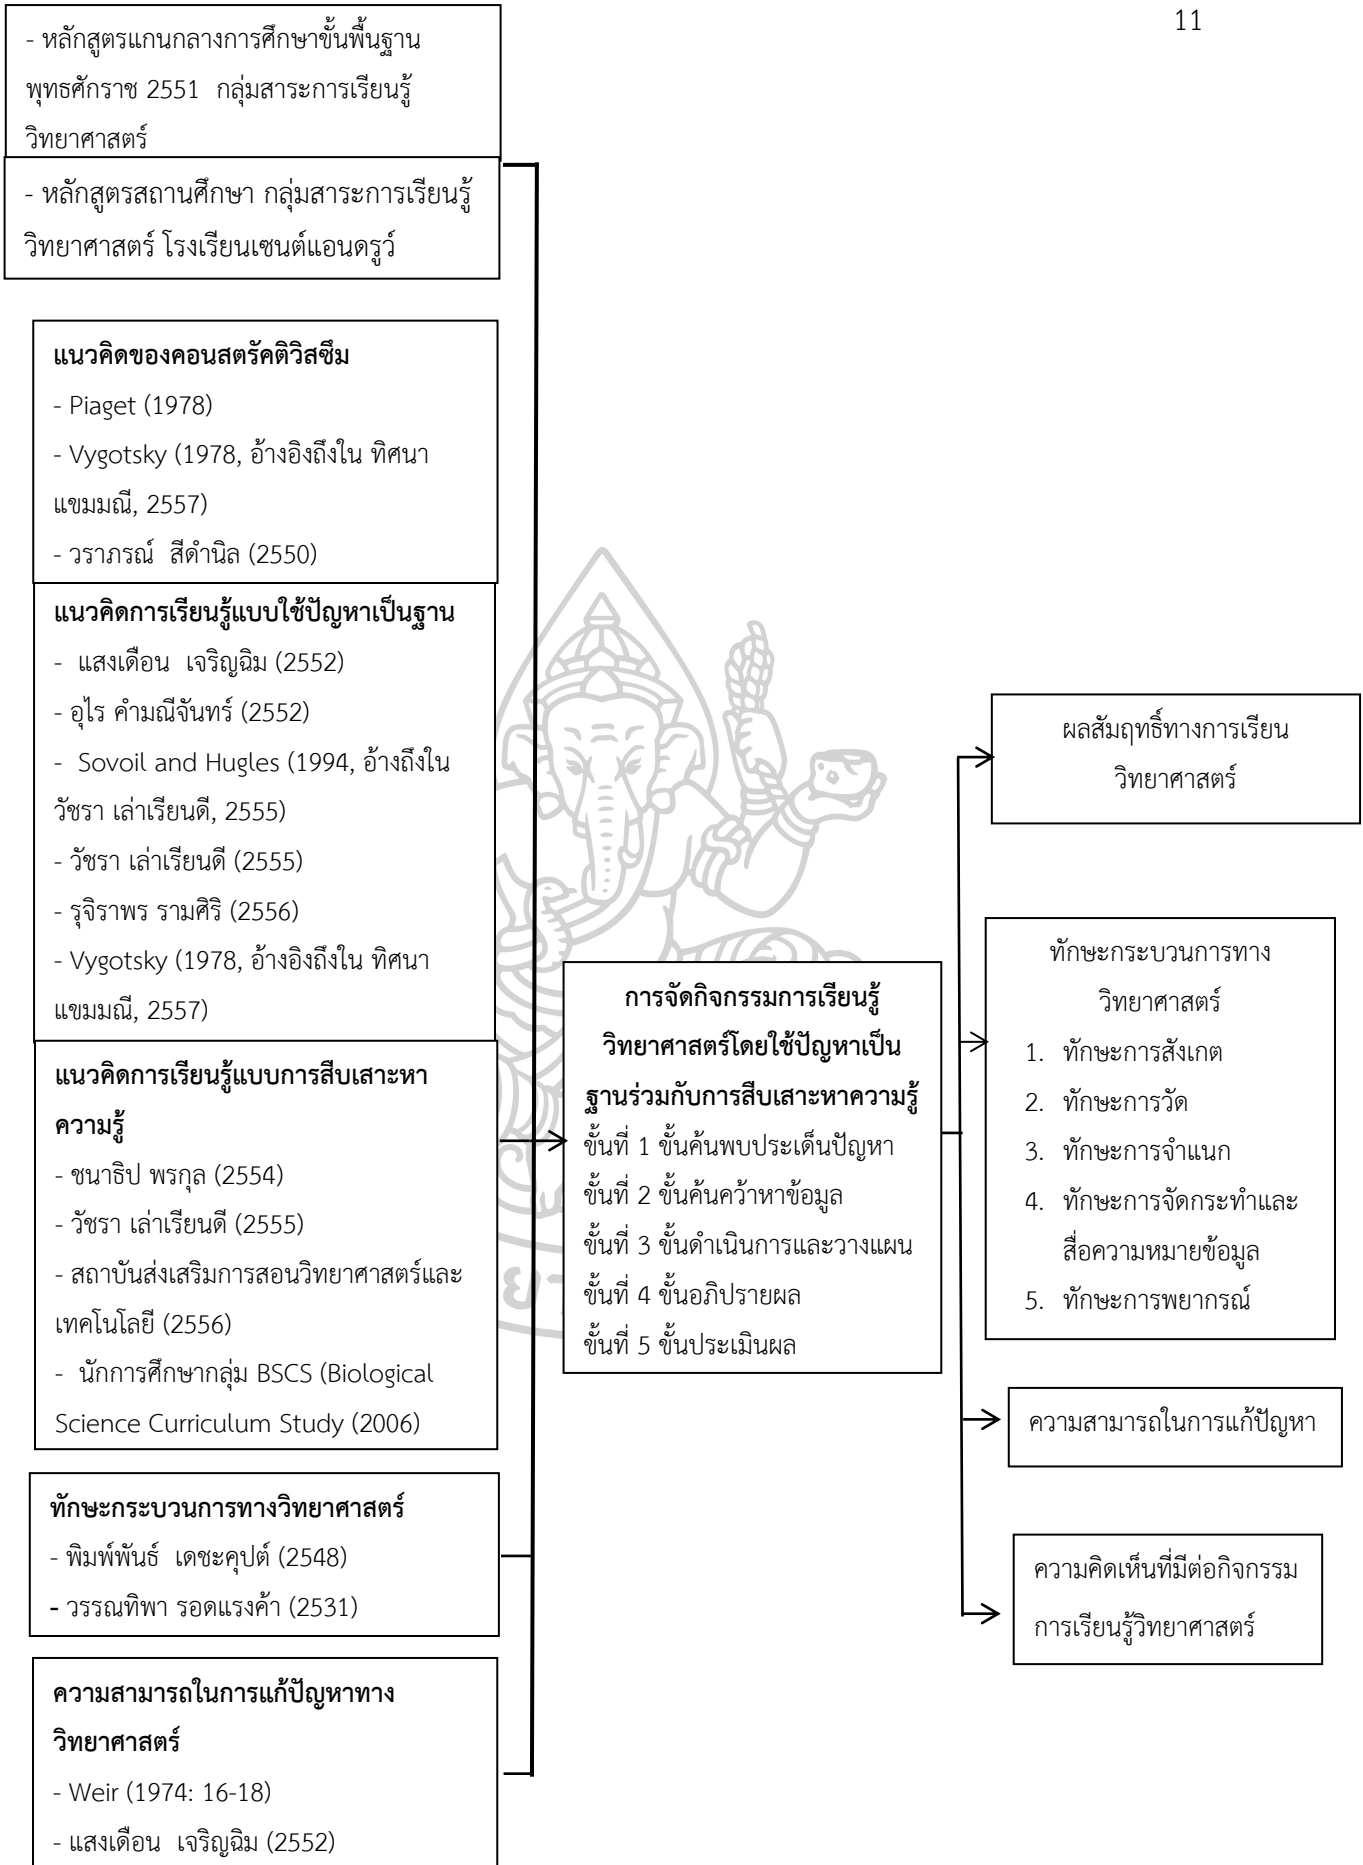 11
- หลักสูตรแกนกลางการศึกษาขั้นพื้นฐาน
พุทธศักราช 2551 กลุ่มสาระการเรียนรู้
วิทยาศาสตร์
- หลักสูตรสถานศึกษา กลุ่มสาระการเรียนรู้
วิทยาศาสตร์ โรงเรียนเซนต์แอนดรูว์
แนวคิดของคอนสตรัคติวิสซึม
- Piaget (1978)
- Vygotsky (1978, อ้างอิงถึงใน ทิศนา
แขมมณี, 2557)
- วราภรณ์ สีดำนิล (2550)
แนวคิดการเรียนรู้แบบใช้ปัญหาเป็นฐาน
- แสงเดือน เจริญฉิม (2552)
- อุไร คำมณีจันทร์ (2552)
- Sovoil and Hugles (1994, อ้างถึงใน
วัชรา เล่าเรียนดี, 2555)
- วัชรา เล่าเรียนดี (2555)
- รุจิราพร รามศิริ (2556)
- Vygotsky (1978, อ้างอิงถึงใน ทิศนา
แขมมณี, 2557)
แนวคิดการเรียนรู้แบบการสืบเสาะหา
ความรู้
- ชนาธิป พรกุล (2554)
- วัชรา เล่าเรียนดี (2555)
- สถาบันส่งเสริมการสอนวิทยาศาสตร์และ
เทคโนโลยี (2556)
- นักการศึกษากลุ่ม BSCS (Biological
Science Curriculum Study (2006)
ทักษะกระบวนการทางวิทยาศาสตร์
- พิมพ์พันธ์ เดชะคุปต์ (2548)
- วรรณทิพา รอดแรงค้า (2531)
ความสามารถในการแก้ปัญหาทาง
วิทยาศาสตร์
- Weir (1974: 16-18)
- แสงเดือน เจริญฉิม (2552)
การจัดกิจกรรมการเรียนรู้
วิทยาศาสตร์โดยใช้ปัญหาเป็น
ฐานร่วมกับการสืบเสาะหาความรู้
ขั้นที่ 1 ขั้นค้นพบประเด็นปัญหา
ขั้นที่ 2 ขั้นค้นคว้าหาข้อมูล
ขั้นที่ 3 ขั้นดำเนินการและวางแผน
ขั้นที่ 4 ขั้นอภิปรายผล
ขั้นที่ 5 ขั้นประเมินผล
ผลสัมฤทธิ์ทางการเรียน
วิทยาศาสตร์
ทักษะกระบวนการทาง
วิทยาศาสตร์
1. ทักษะการสังเกต
2. ทักษะการวัด
3. ทักษะการจำแนก
4. ทักษะการจัดกระทำและ
สื่อความหมายข้อมูล
5. ทักษะการพยากรณ์
ความสามารถในการแก้ปัญหา
ความคิดเห็นที่มีต่อกิจกรรม
การเรียนรู้วิทยาศาสตร์